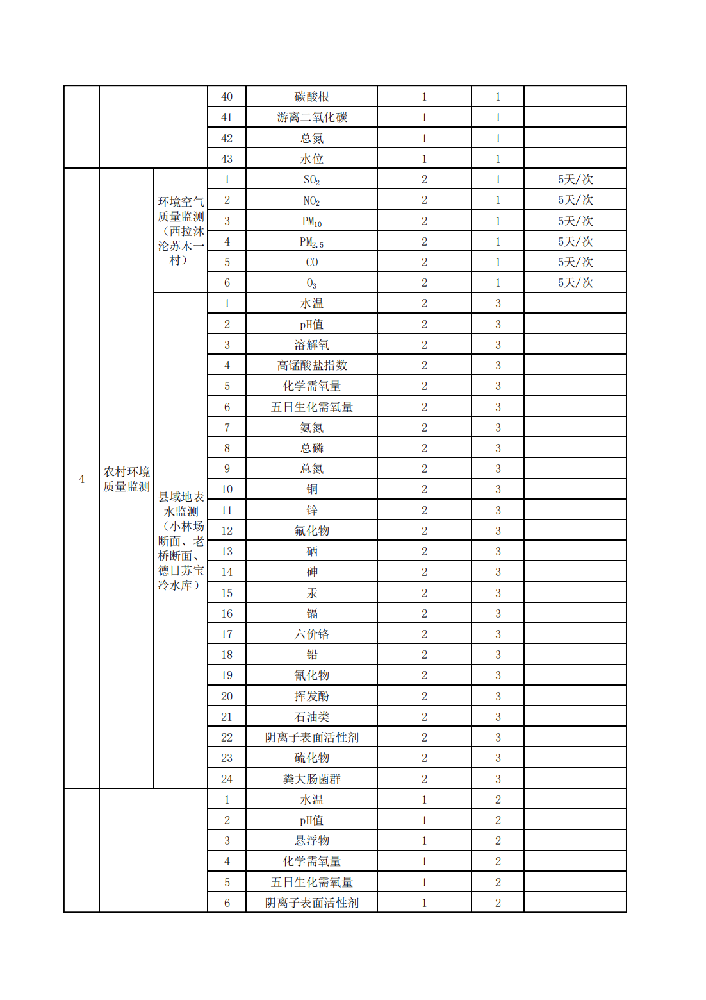 40 碳酸根 1 1
41 游离二氧化碳 1 1
42 总氮 1 1
43 水位 1 1
4
农村环境
质量监测
环境空气
质量监测
（西拉沐
沦苏木一
村）
1 SO₂ 2 1 5天/次
2 NO₂ 2 1 5天/次
3 PM₁₀ 2 1 5天/次
4 PM₂.₅ 2 1 5天/次
5 CO 2 1 5天/次
6 O₃ 2 1 5天/次
县域地表
水监测
（小林场
断面、老
桥断面、
德日苏宝
冷水库）
1 水温 2 3
2 pH值 2 3
3 溶解氧 2 3
4 高锰酸盐指数 2 3
5 化学需氧量 2 3
6 五日生化需氧量 2 3
7 氨氮 2 3
8 总磷 2 3
9 总氮 2 3
10 铜 2 3
11 锌 2 3
12 氟化物 2 3
13 硒 2 3
14 砷 2 3
15 汞 2 3
16 镉 2 3
17 六价铬 2 3
18 铅 2 3
19 氰化物 2 3
20 挥发酚 2 3
21 石油类 2 3
22 阴离子表面活性剂 2 3
23 硫化物 2 3
24 粪大肠菌群 2 3
1 水温 1 2
2 pH值 1 2
3 悬浮物 1 2
4 化学需氧量 1 2
5 五日生化需氧量 1 2
6 阴离子表面活性剂 1 2